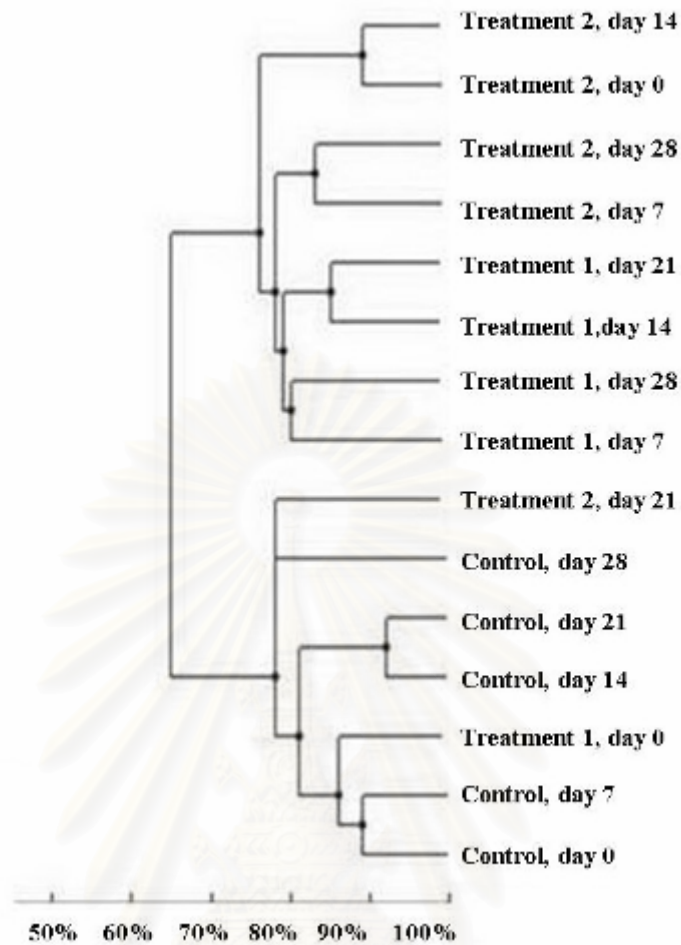 Treatment 2, day 14
Treatment 2, day 0
Treatment 2, day 28
Treatment 2, day 7
Treatment 1, day 21
Treatment 1,day 14
Treatment 1, day 28
Treatment 1, day 7
Treatment 2, day 21
Control, day 28
Control, day 21
Control, day 14
Treatment 1, day 0
Control, day 7
Control, day 0
50% 60% 70% 80% 90% 100%